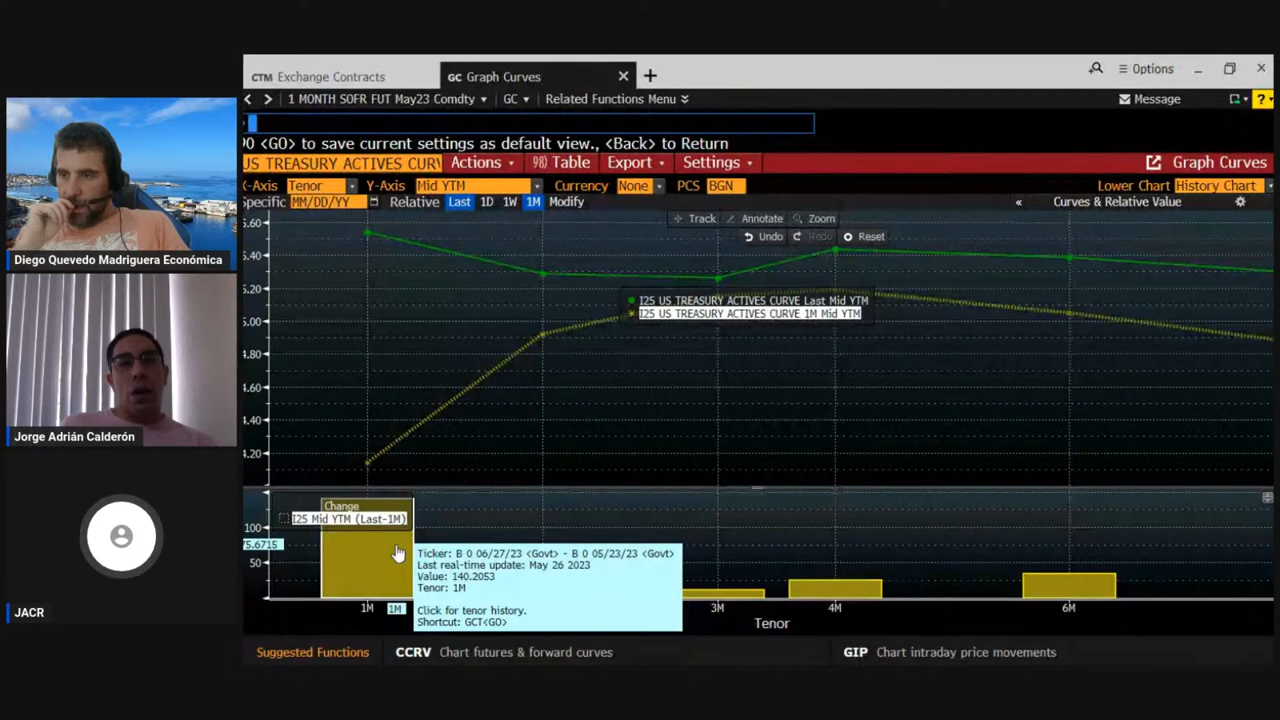 CTM Exchange Contracts
GC Graph Curves
Options
1 MONTH SOFR FUT May23 Comdty
GC
Related Functions Menu
Message
?
<GO> to save current settings as default view., <Back> to Return
US TREASURY ACTIVES CURV
Actions
98) Table
Export
Settings
Graph Curves
X-Axis
Tenor
Y-Axis
Mid YTM
Currency
None
PCS
BGN
Lower Chart
History Chart
Specific
MM/DD/YY
Relative
Last
1D
1W
1M
Modify
«
Curves & Relative Value
Track
Annotate
Zoom
Undo
Redo
Reset
5.60
5.40
5.20
5.00
4.80
4.60
4.40
4.20
I25 US TREASURY ACTIVES CURVE Last Mid YTM
I25 US TREASURY ACTIVES CURVE 1M Mid YTM
Change
I25 Mid YTM (Last-1M)
100
75.6715
50
Ticker: B 0 06/27/23 <Govt> - B 0 05/23/23 <Govt>
Last real-time update: May 26 2023
Value: 140.2053
Tenor: 1M
Click for tenor history.
Shortcut: GCT<GO>
1M
1M
3M
4M
6M
Tenor
Suggested Functions
CCRV Chart futures & forward curves
GIP Chart intraday price movements
Diego Quevedo Madriguera Económica
Jorge Adrián Calderón
JACR